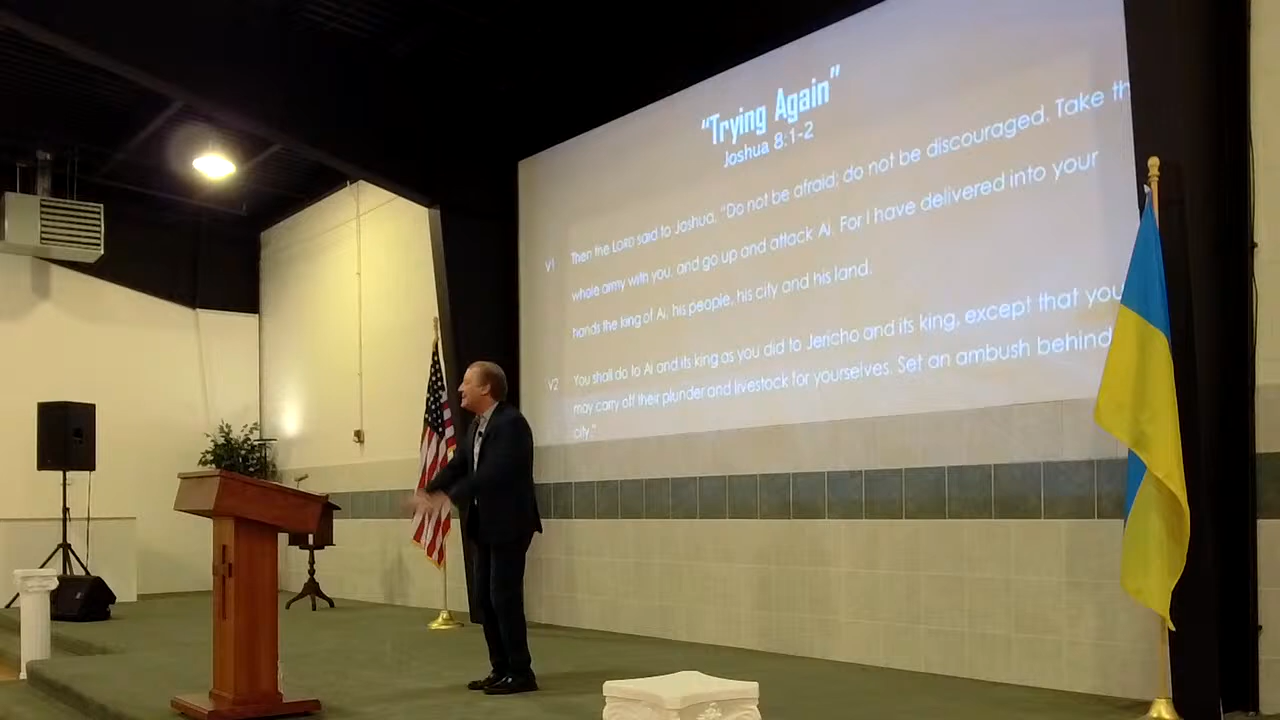 “Trying Again”
Joshua 8:1-2
v1 Then the LORD said to Joshua, “Do not be afraid; do not be discouraged. Take th
whole army with you, and go up and attack Ai. For I have delivered into your
hands the king of Ai, his people, his city and his land.
v2 You shall do to Ai and its king as you did to Jericho and its king, except that you
may carry off their plunder and livestock for yourselves. Set an ambush behind
city.”